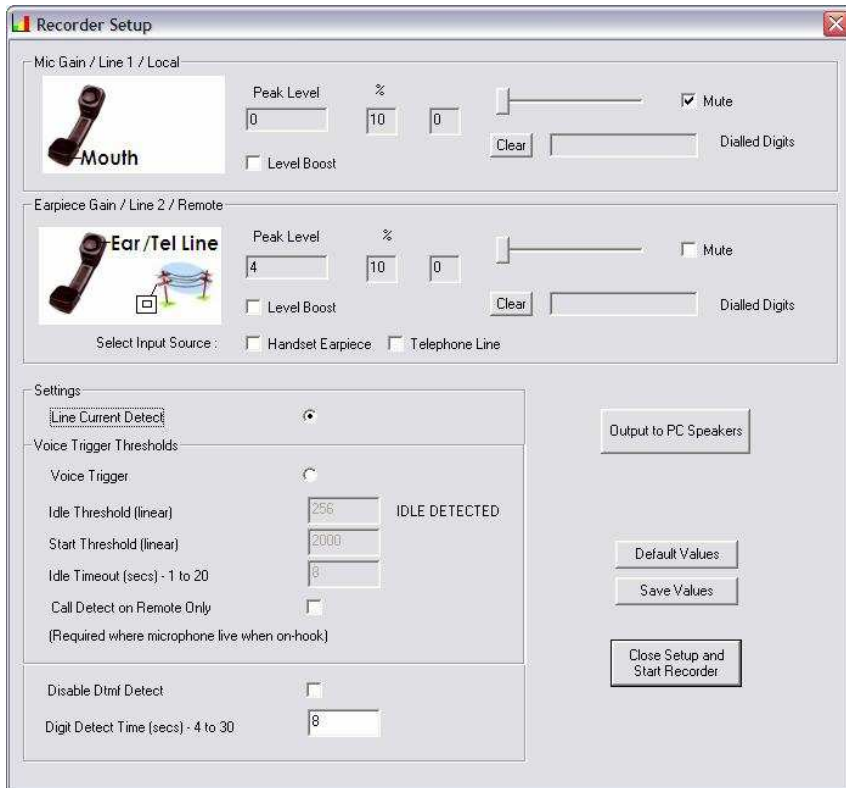 Recorder Setup
Mic Gain / Line 1 / Local
Mouth
Peak Level
%
0
10
0
Mute
Level Boost
Clear
Dialled Digits
Earpiece Gain / Line 2 / Remote
Ear /Tel Line
Peak Level
%
4
10
0
Mute
Level Boost
Clear
Dialled Digits
Select Input Source :
Handset Earpiece
Telephone Line
Settings
Line Current Detect
Voice Trigger Thresholds
Voice Trigger
Idle Threshold (linear)
256
IDLE DETECTED
Start Threshold (linear)
2000
Idle Timeout (secs) - 1 to 20
8
Call Detect on Remote Only
(Required where microphone live when on-hook)
Disable Dtmf Detect
Digit Detect Time (secs) - 4 to 30
8
Output to PC Speakers
Default Values
Save Values
Close Setup and
Start Recorder